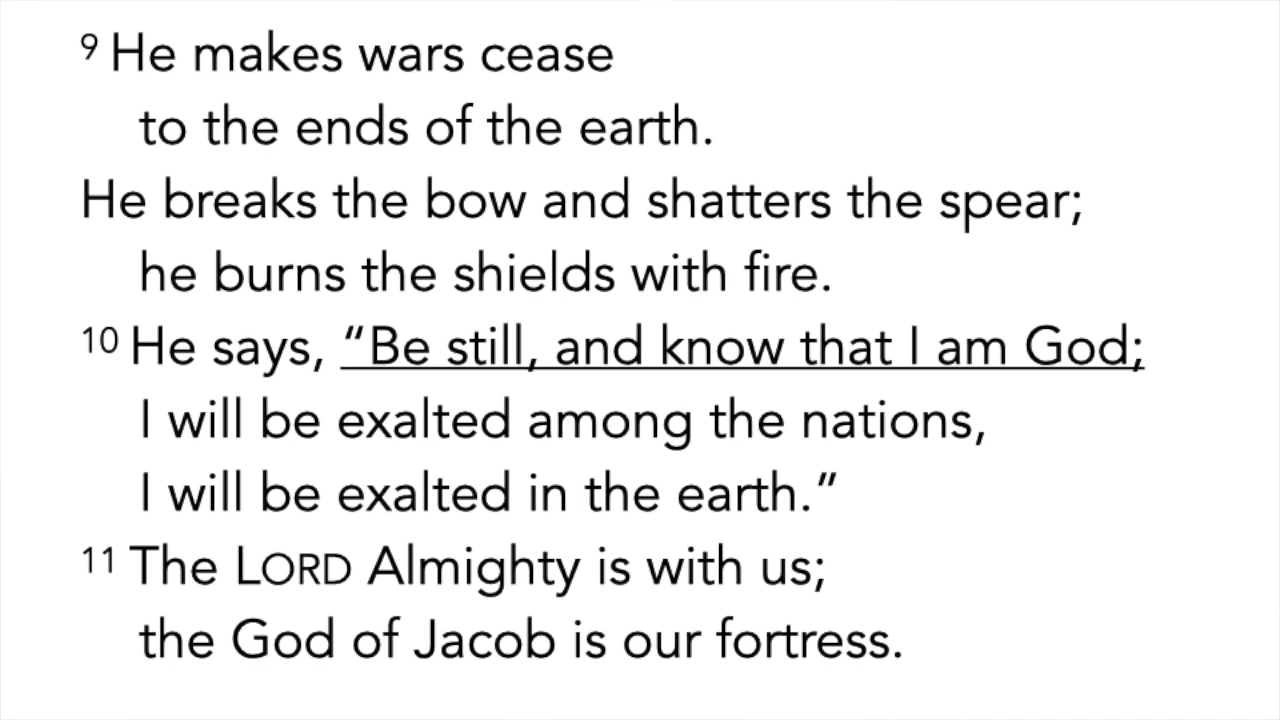 9 He makes wars cease
to the ends of the earth.
He breaks the bow and shatters the spear;
he burns the shields with fire.
10 He says, “Be still, and know that I am God;
I will be exalted among the nations,
I will be exalted in the earth.”
11 The LORD Almighty is with us;
the God of Jacob is our fortress.